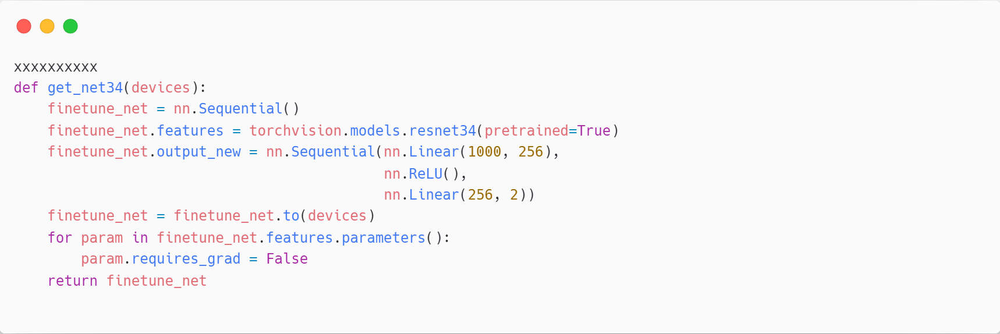 xxxxxxxxxx
def get_net34(devices):
    finetune_net = nn.Sequential()
    finetune_net.features = torchvision.models.resnet34(pretrained=True)
    finetune_net.output_new = nn.Sequential(nn.Linear(1000, 256),
                                            nn.ReLU(),
                                            nn.Linear(256, 2))
    finetune_net = finetune_net.to(devices)
    for param in finetune_net.features.parameters():
        param.requires_grad = False
    return finetune_net